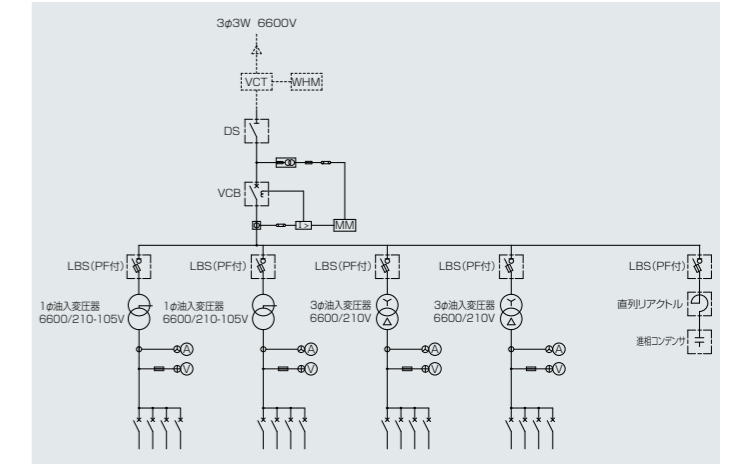 3φ3W 6600V
VCT
WHM
DS
VCB
I>
MM
LBS(PF付)
LBS(PF付)
LBS(PF付)
LBS(PF付)
LBS(PF付)
1φ油入変圧器
6600/210-105V
1φ油入変圧器
6600/210-105V
3φ油入変圧器
6600/210V
3φ油入変圧器
6600/210V
直列リアクトル
進相コンデンサ
A
A
A
A
V
V
V
V